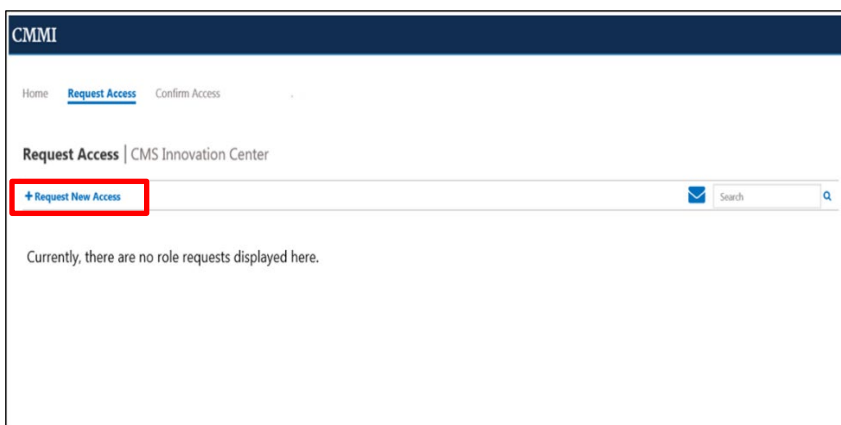 CMMI
Home Request Access Confirm Access
Request Access | CMS Innovation Center
+ Request New Access Search
Currently, there are no role requests displayed here.